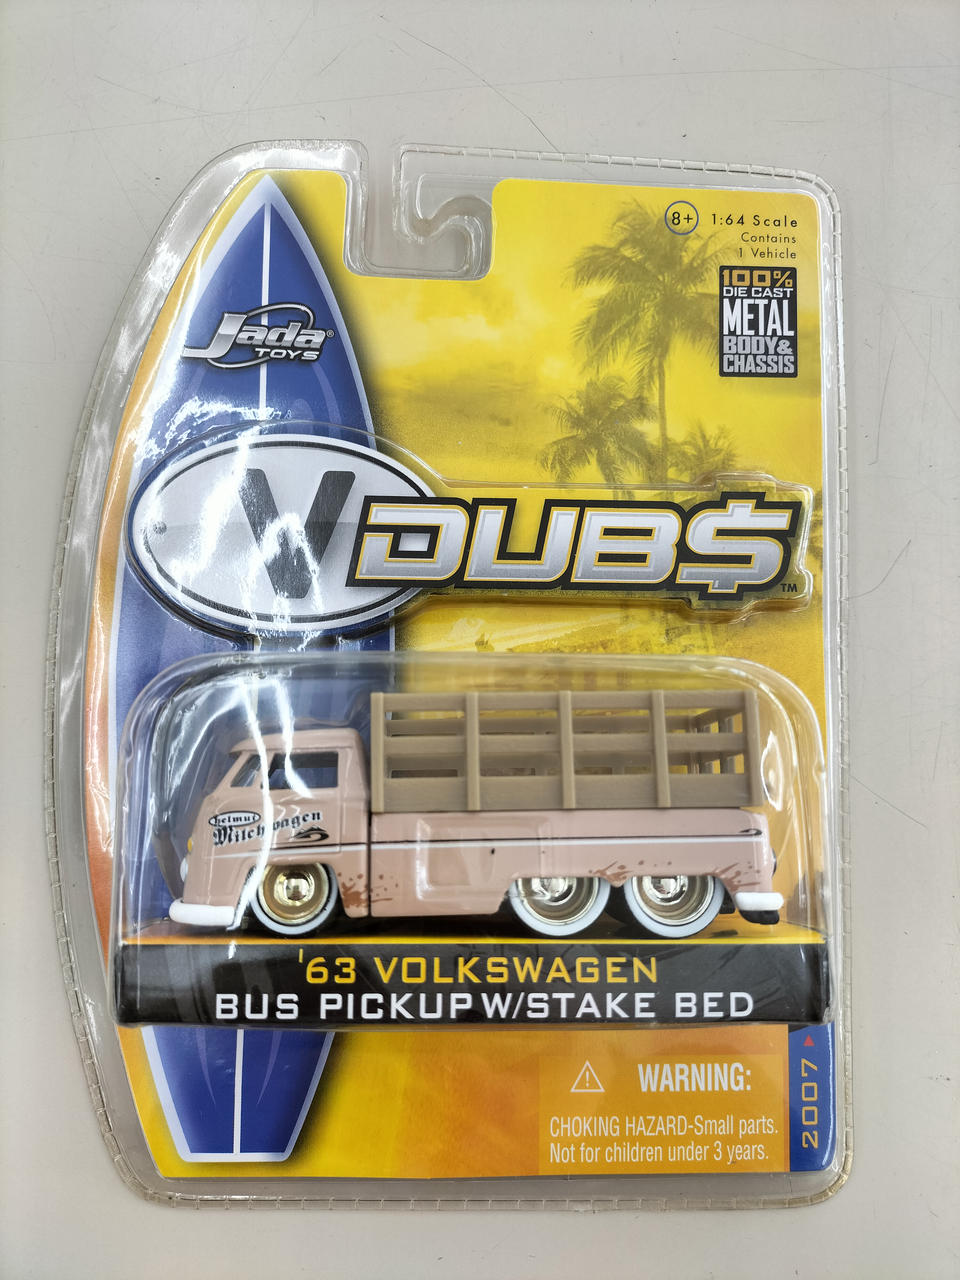 8+
1:64 Scale
Contains
1 Vehicle
100%
DIE CAST
METAL
BODY&
CHASSIS
Jada®
TOYS
V DUB$™
helmut
Milchwagen
'63 VOLKSWAGEN
BUS PICKUP W/STAKE BED
2007
WARNING:
CHOKING HAZARD-Small parts.
Not for children under 3 years.